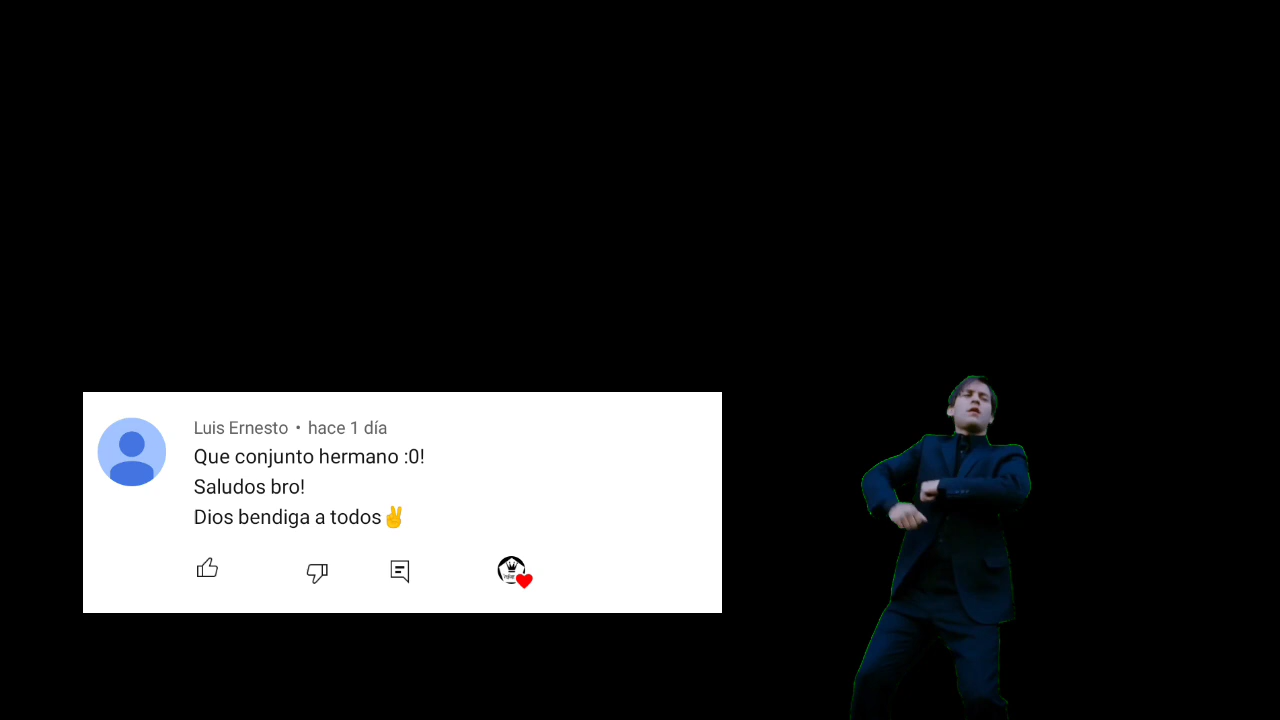 Luis Ernesto • hace 1 día
Que conjunto hermano :0!
Saludos bro!
Dios bendiga a todos✌